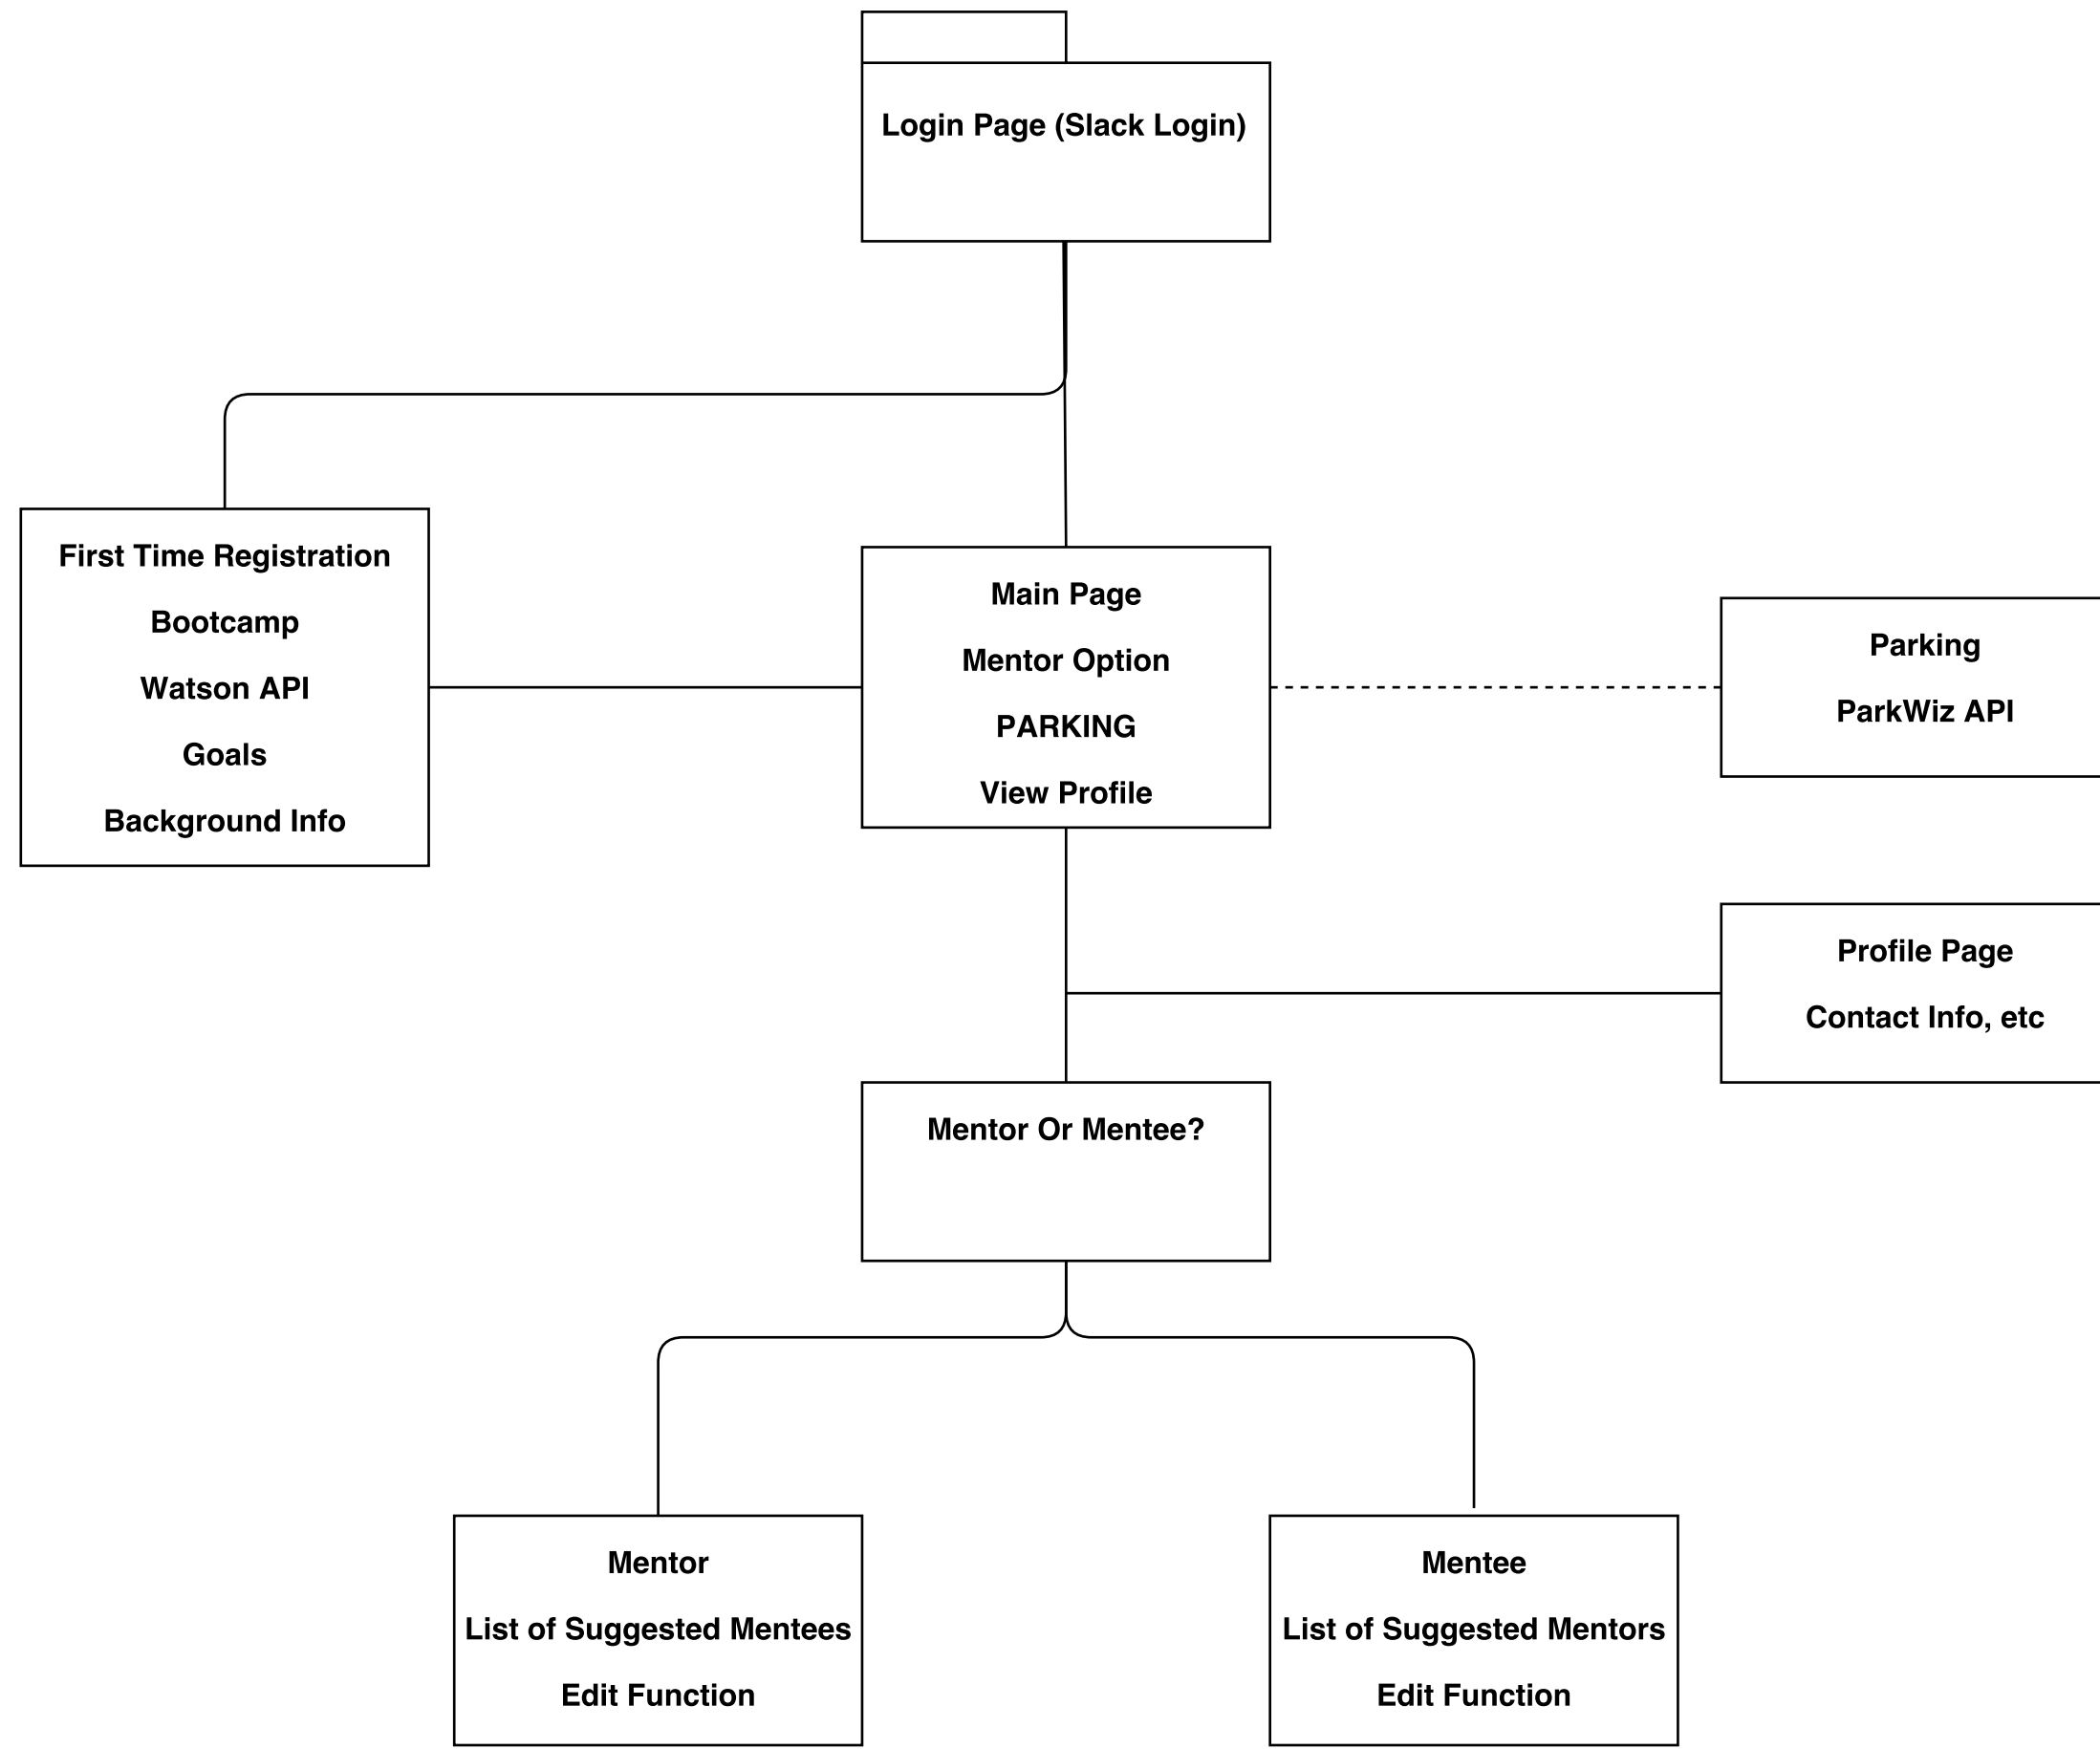 Login Page (Slack Login)
First Time Registration
Bootcamp
Watson API
Goals
Background Info
Main Page
Mentor Option
PARKING
View Profile
Parking
ParkWiz API
Profile Page
Contact Info, etc
Mentor Or Mentee?
Mentor
List of Suggested Mentees
Edit Function
Mentee
List of Suggested Mentors
Edit Function